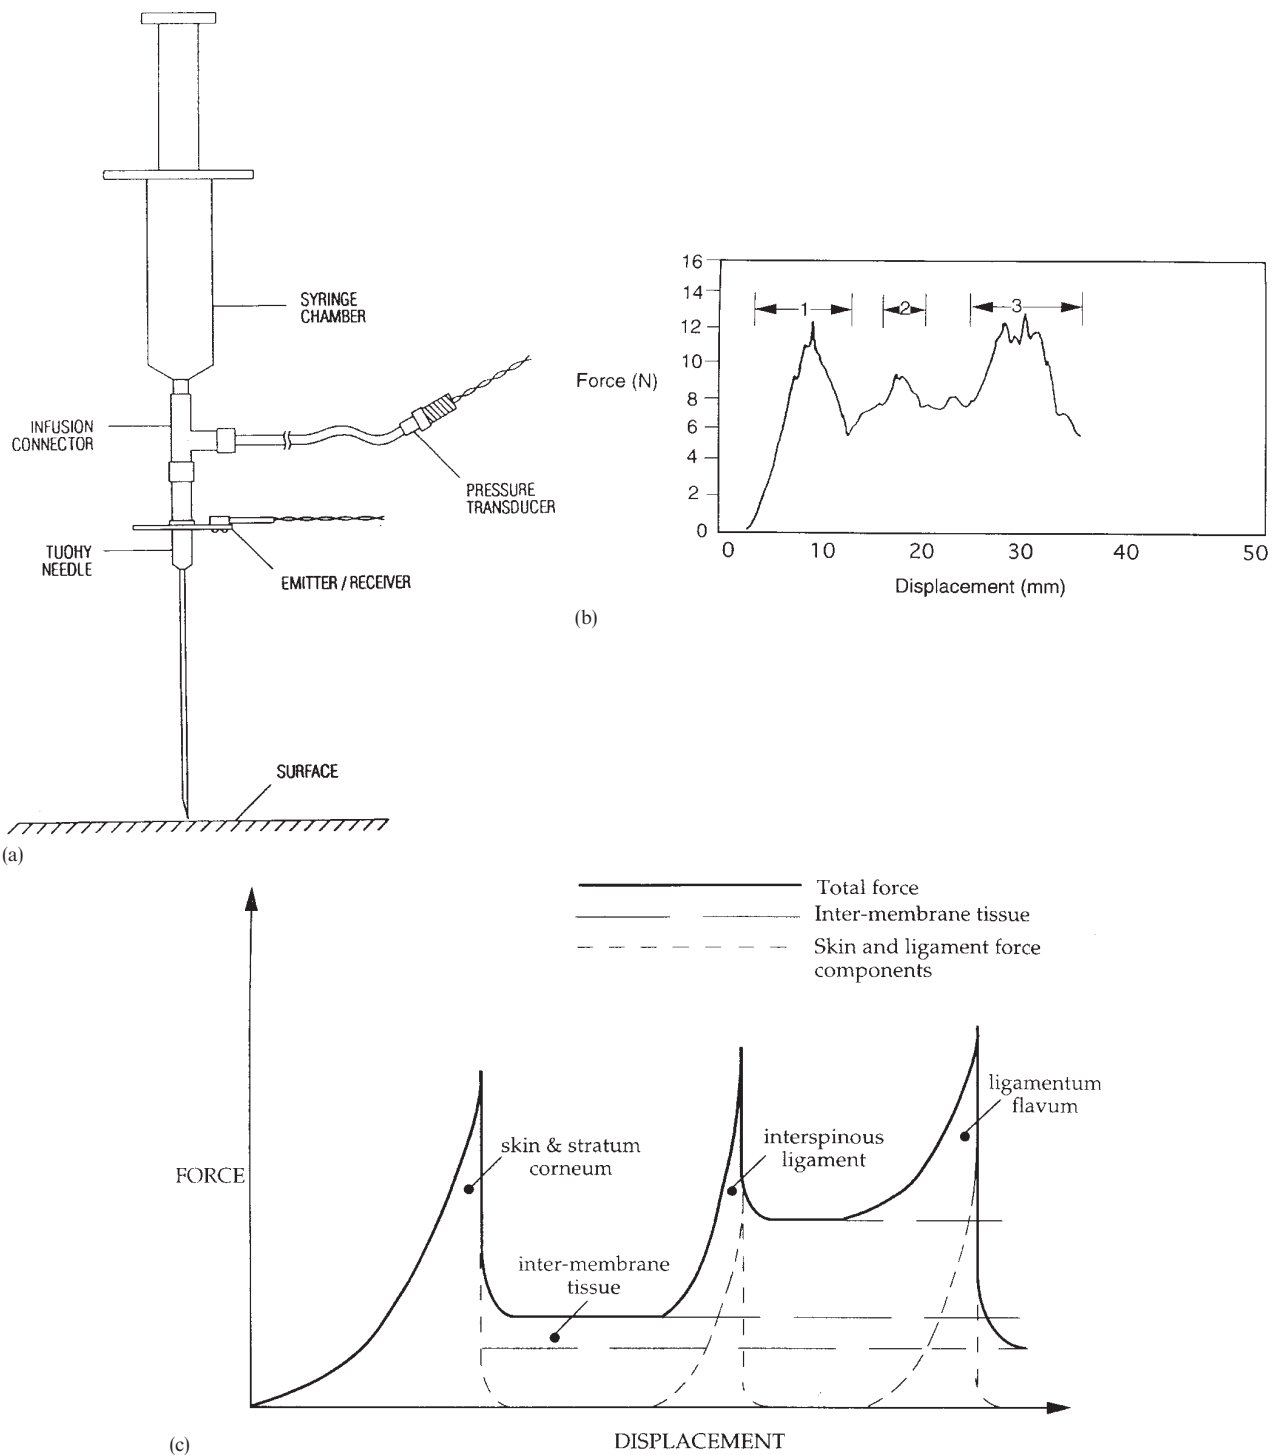 SYRINGE
CHAMBER
INFUSION
CONNECTOR
PRESSURE
TRANSDUCER
TUOHY
NEEDLE
EMITTER / RECEIVER
SURFACE
(a)
16
14
12
10
8
6
4
2
0
Force (N)
1
2
3
0 10 20 30 40 50
Displacement (mm)
(b)
Total force
Inter-membrane tissue
Skin and ligament force
components
FORCE
skin & stratum
corneum
inter-membrane
tissue
interspinous
ligament
ligamentum
flavum
DISPLACEMENT
(c)